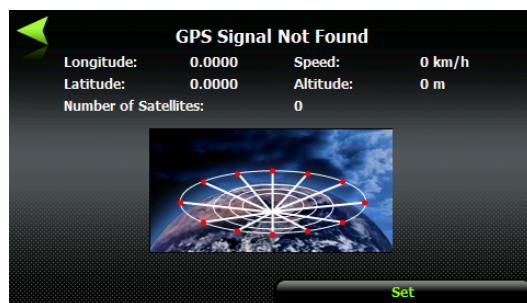 GPS Signal Not Found
Longitude: 0.0000 Speed: 0 km/h
Latitude: 0.0000 Altitude: 0 m
Number of Satellites: 0
Set